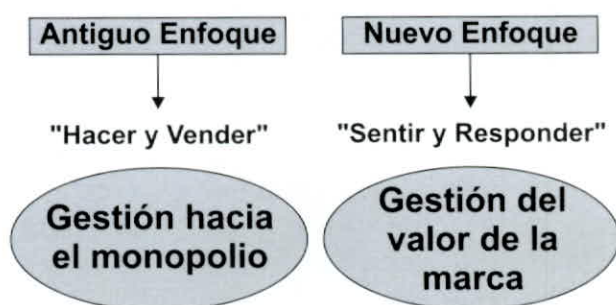 Antiguo Enfoque
"Hacer y Vender"
Gestión hacia
el monopolio
Nuevo Enfoque
"Sentir y Responder"
Gestión del
valor de la
marca